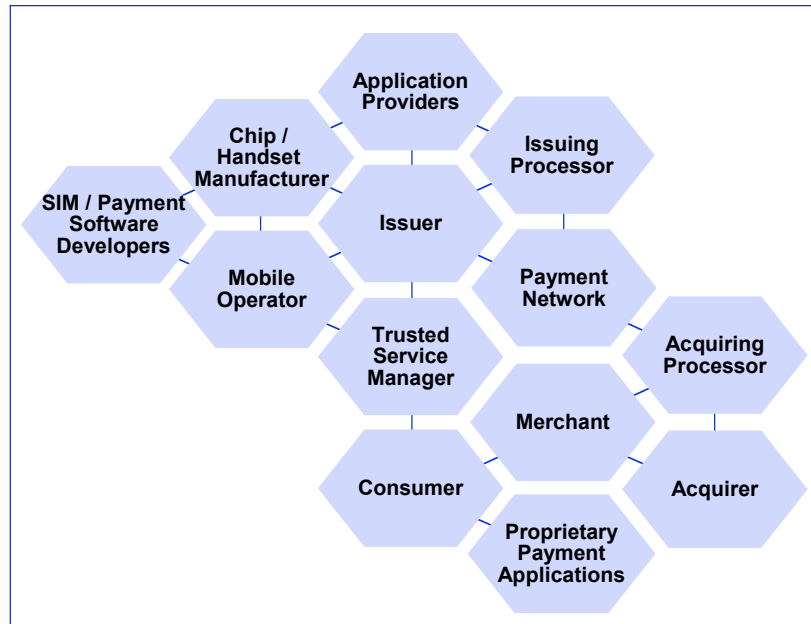 Application
Providers
Chip /
Handset
Manufacturer
Issuing
Processor
SIM / Payment
Software
Developers
Issuer
Mobile
Operator
Payment
Network
Trusted
Service
Manager
Acquiring
Processor
Merchant
Consumer
Acquirer
Proprietary
Payment
Applications